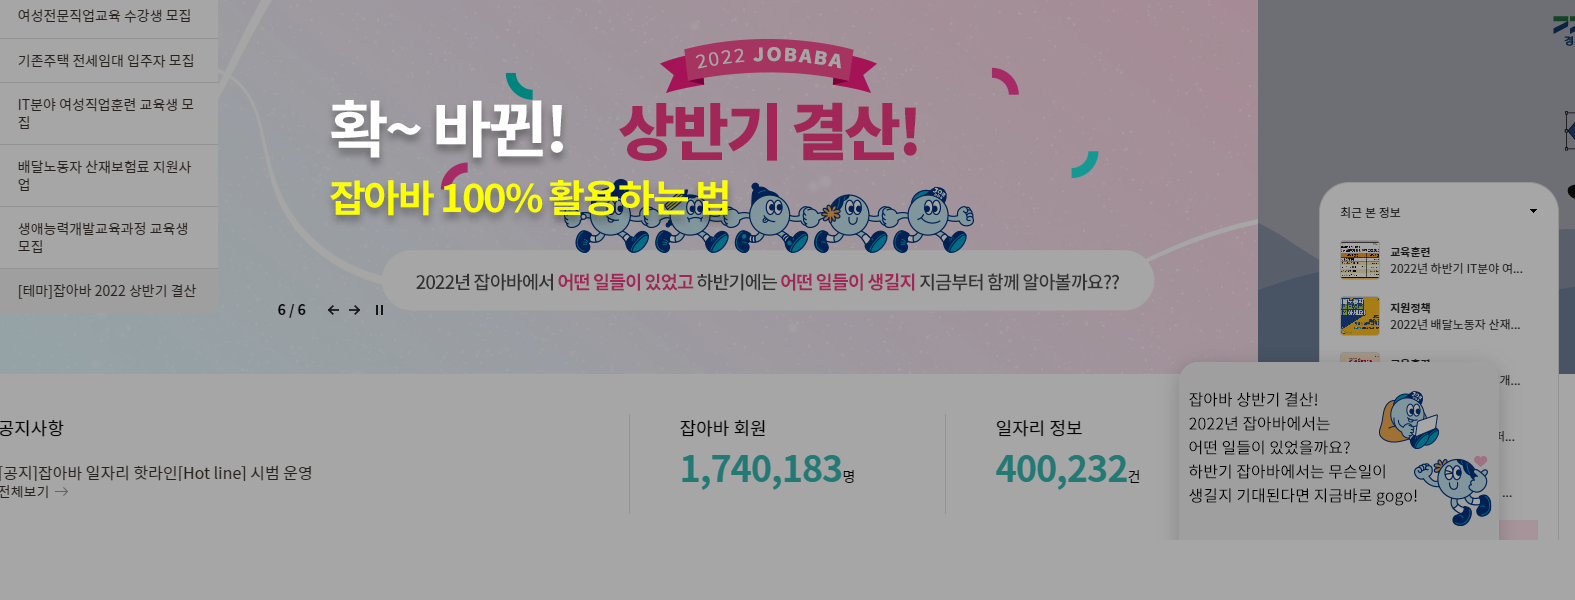 여성전문직업교육 수강생 모집
기존주택 전세임대 입주자 모집
IT분야 여성직업훈련 교육생 모
집
배달노동자 산재보험료 지원사
업
생애능력개발교육과정 교육생
모집
[테마]잡아바 2022 상반기 결산
2022 JOBABA
확~ 바뀐!
상반기 결산!
잡아바 100% 활용하는 법
2022년 잡아바에서 어떤 일들이 있었고 하반기에는 어떤 일들이 생길지 지금부터 함께 알아볼까요??
6 / 6
최근 본 정보
교육훈련
2022년 하반기 IT분야 여...
지원정책
2022년 배달노동자 산재...
교육훈련
개...
공지사항
[공지]잡아바 일자리 핫라인[Hot line] 시범 운영
전체보기
잡아바 회원
1,740,183명
일자리 정보
400,232건
잡아바 상반기 결산!
2022년 잡아바에서는
어떤 일들이 있었을까요?
하반기 잡아바에서는 무슨일이
생길지 기대된다면 지금바로 gogo!